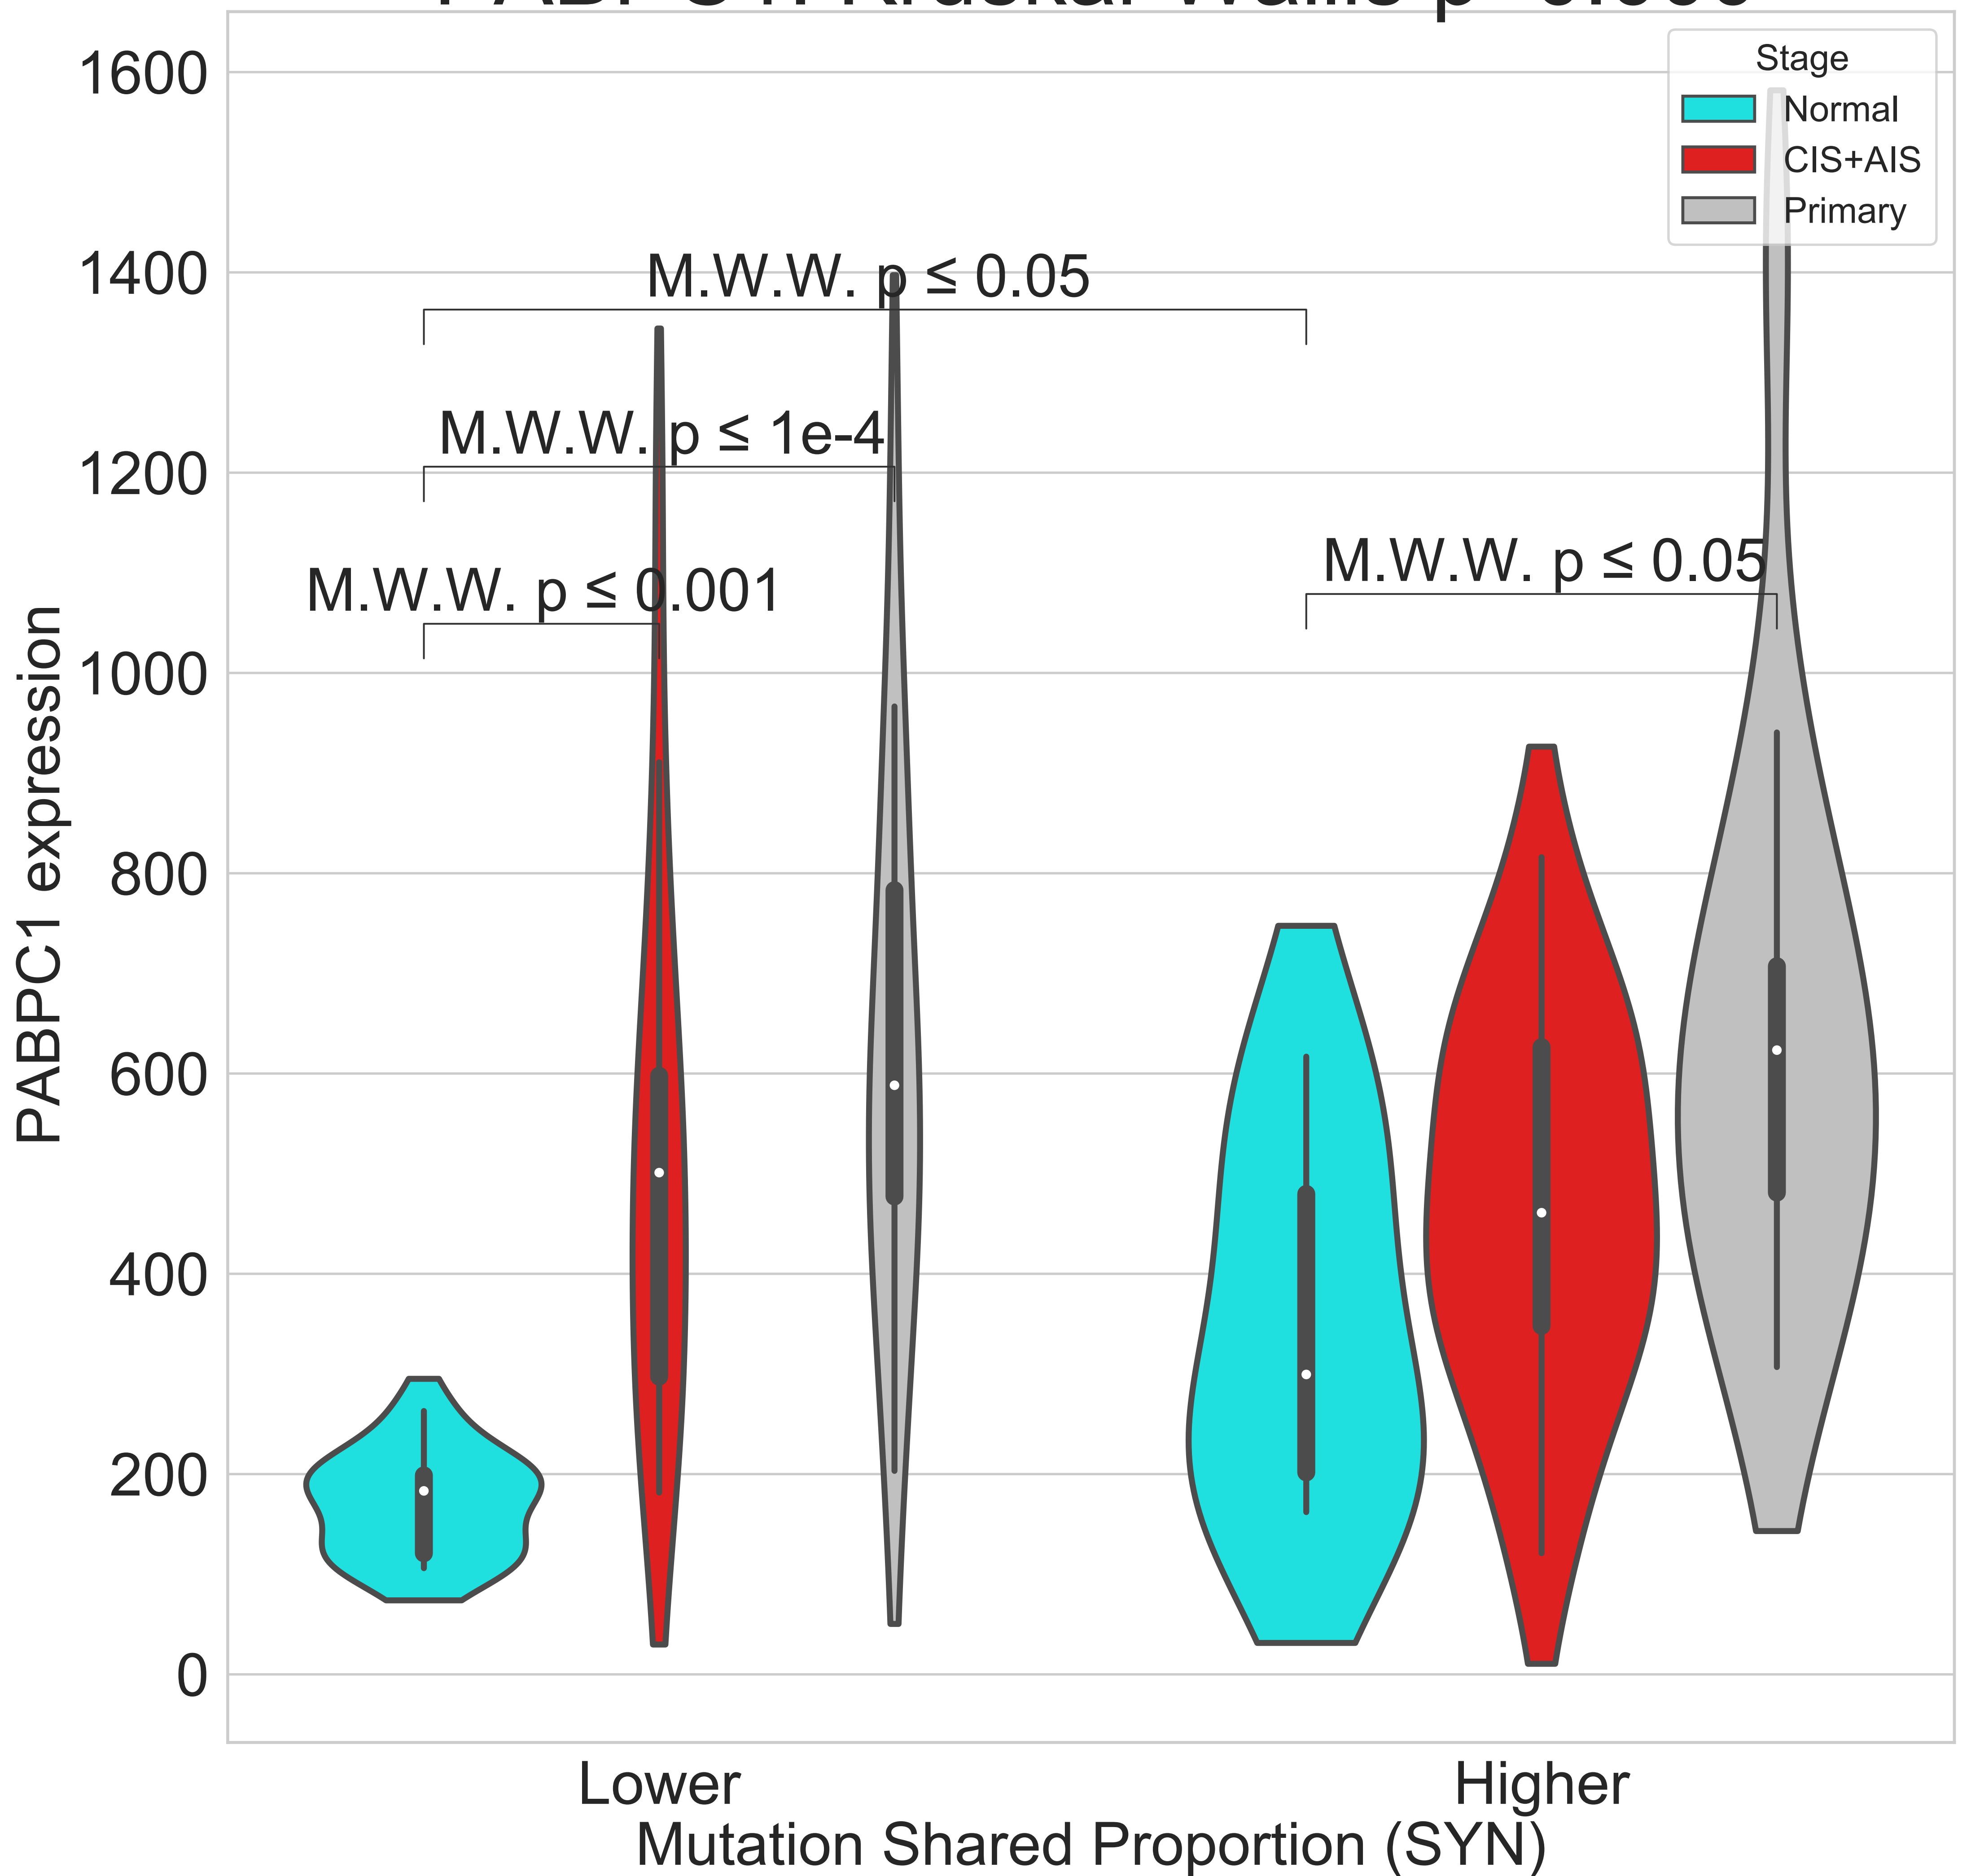 Stage
Normal
CIS+AIS
Primary
1600
1400
1200
1000
800
600
400
200
0
PABPC1 expression
M.W.W. p ≤ 0.05
M.W.W. p ≤ 1e-4
M.W.W. p ≤ 0.001
M.W.W. p ≤ 0.05
Lower
Higher
Mutation Shared Proportion (SYN)